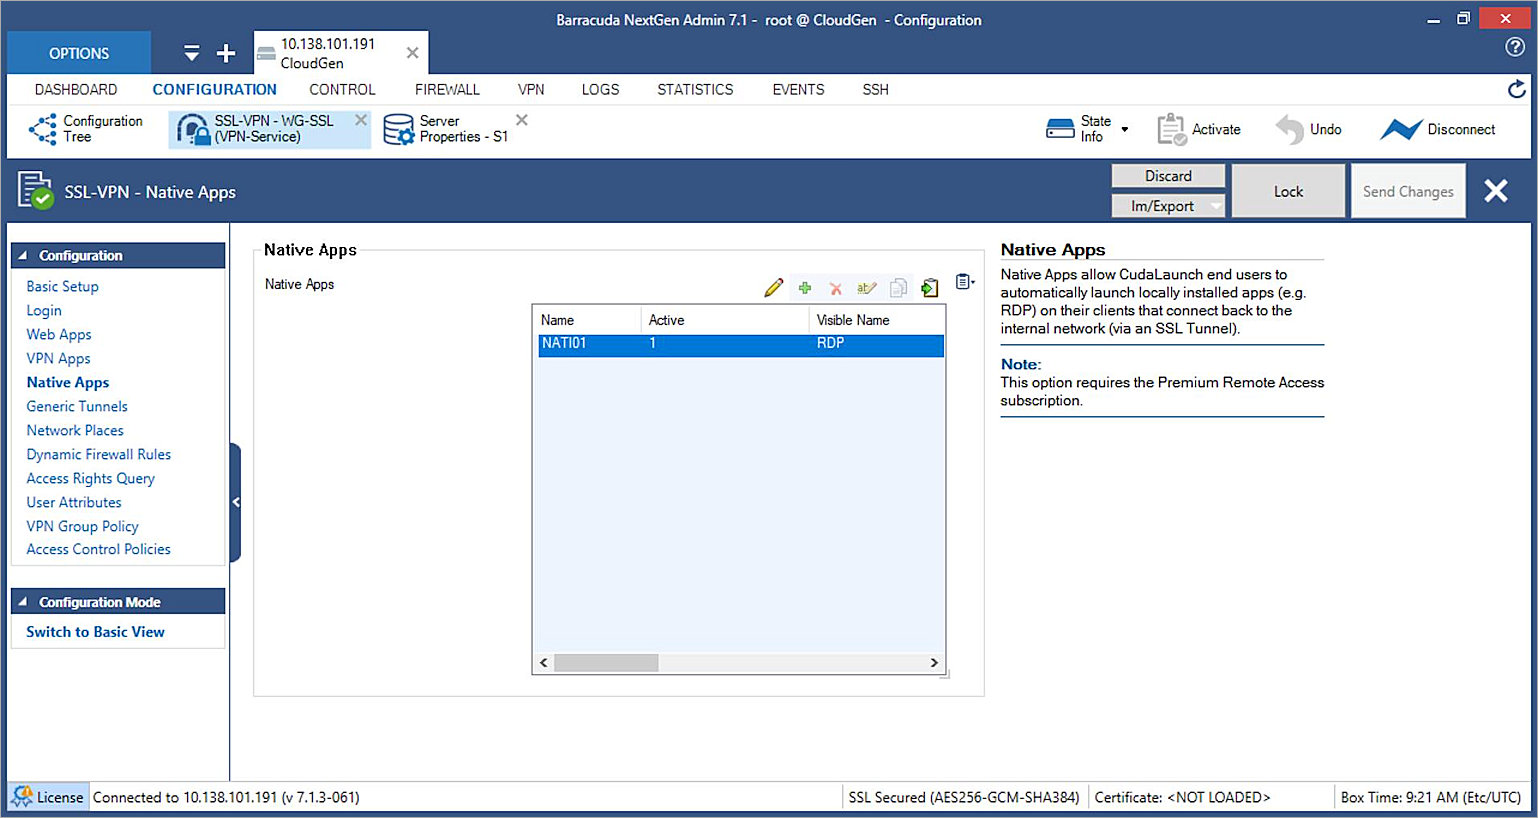 Barracuda NextGen Admin 7.1 -  root @ CloudGen  - Configuration
OPTIONS
10.138.101.191
CloudGen
DASHBOARD
CONFIGURATION
CONTROL
FIREWALL
VPN
LOGS
STATISTICS
EVENTS
SSH
Configuration
Tree
SSL-VPN - WG-SSL
(VPN-Service)
Server
Properties - S1
State
Info
Activate
Undo
Disconnect
SSL-VPN - Native Apps
Discard
Im/Export
Lock
Send Changes
Configuration
Basic Setup
Login
Web Apps
VPN Apps
Native Apps
Generic Tunnels
Network Places
Dynamic Firewall Rules
Access Rights Query
User Attributes
VPN Group Policy
Access Control Policies
Configuration Mode
Switch to Basic View
Native Apps
Native Apps
ab
Name
Active
Visible Name
NATI01
1
RDP
Native Apps
Native Apps allow CudaLaunch end users to
automatically launch locally installed apps (e.g.
RDP) on their clients that connect back to the
internal network (via an SSL Tunnel).
Note:
This option requires the Premium Remote Access
subscription.
License
Connected to 10.138.101.191 (v 7.1.3-061)
SSL Secured (AES256-GCM-SHA384)
Certificate: <NOT LOADED>
Box Time: 9:21 AM (Etc/UTC)